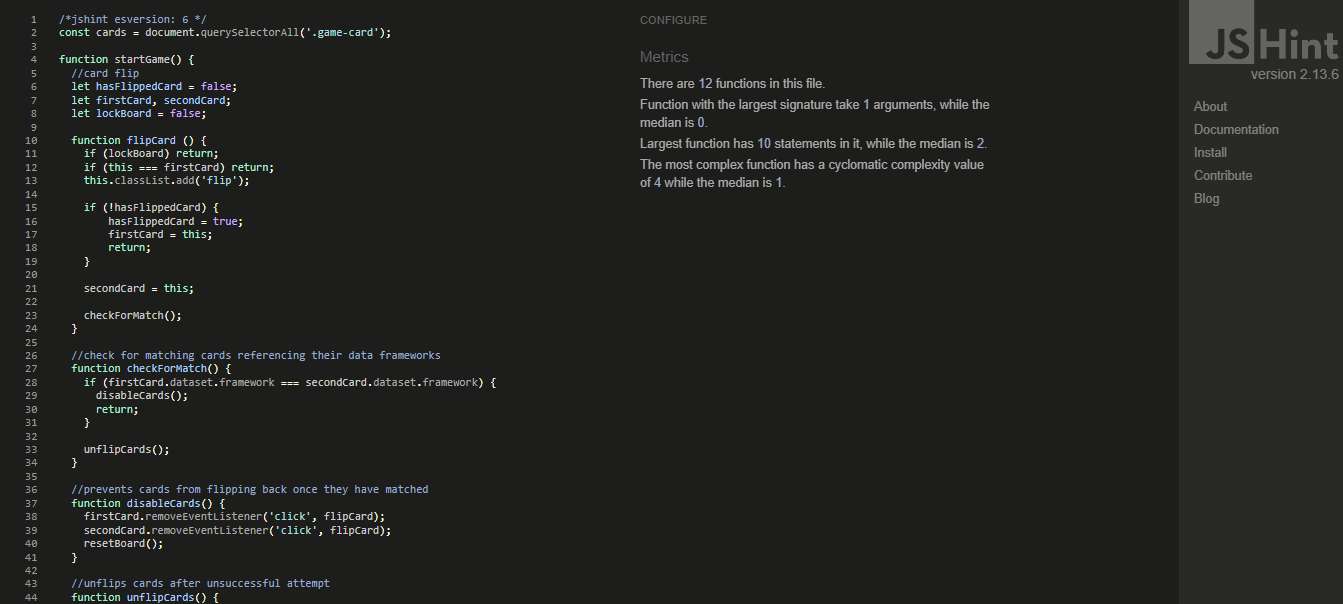 1 /*jshint esversion: 6 */
2 const cards = document.querySelectorAll('.game-card');
3
4 function startGame() {
5 //card flip
6 let hasFlippedCard = false;
7 let firstCard, secondCard;
8 let lockBoard = false;
9
10 function flipCard () {
11 if (lockBoard) return;
12 if (this === firstCard) return;
13 this.classList.add('flip');
14
15 if (!hasFlippedCard) {
16 hasFlippedCard = true;
17 firstCard = this;
18 return;
19 }
20
21 secondCard = this;
22
23 checkForMatch();
24 }
25
26 //check for matching cards referencing their data frameworks
27 function checkForMatch() {
28 if (firstCard.dataset.framework === secondCard.dataset.framework) {
29 disableCards();
30 return;
31 }
32
33 unflipCards();
34 }
35
36 //prevents cards from flipping back once they have matched
37 function disableCards() {
38 firstCard.removeEventListener('click', flipCard);
39 secondCard.removeEventListener('click', flipCard);
40 resetBoard();
41 }
42
43 //unflips cards after unsuccessful attempt
44 function unflipCards() {
CONFIGURE
Metrics
There are 12 functions in this file.
Function with the largest signature take 1 arguments, while the
median is 0.
Largest function has 10 statements in it, while the median is 2.
The most complex function has a cyclomatic complexity value
of 4 while the median is 1.
JSHint
version 2.13.6
About
Documentation
Install
Contribute
Blog